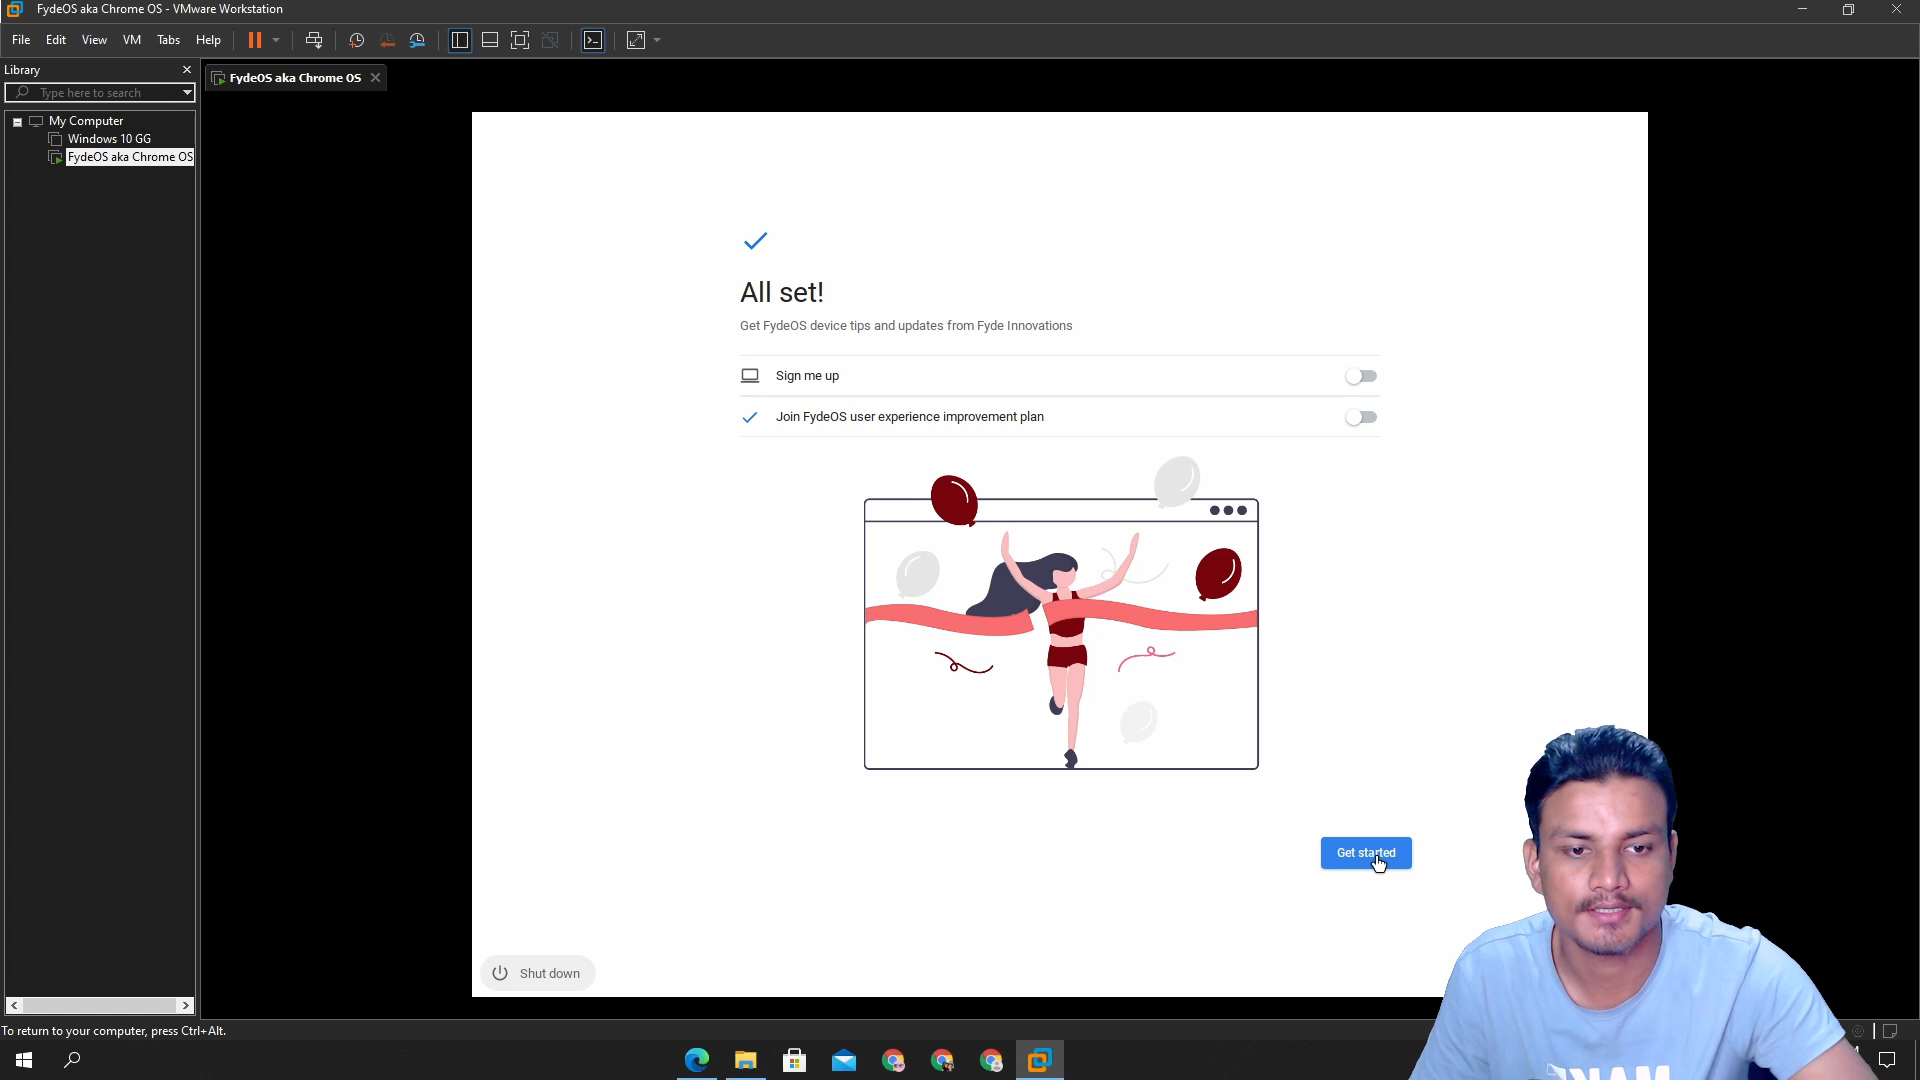 FydeOS aka Chrome OS - VMware Workstation
File Edit View VM Tabs Help
Library
FydeOS aka Chrome OS
Type here to search
My Computer
Windows 10 GG
FydeOS aka Chrome OS
All set!
Get FydeOS device tips and updates from Fyde Innovations
Sign me up
Join FydeOS user experience improvement plan
Get started
Shut down
To return to your computer, press Ctrl+Alt.